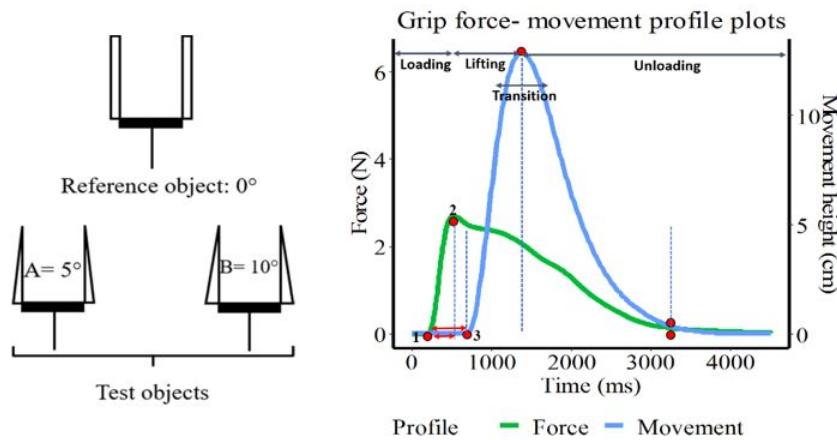 Reference object: 0°
A= 5°
B= 10°
Test objects
Grip force- movement profile plots
Loading
Lifting
Unloading
Transition
Force (N)
6
4
2
0
Movement height (cm)
10
5
0
1
2
3
0 1000 2000 3000 4000
Time (ms)
Profile Force Movement